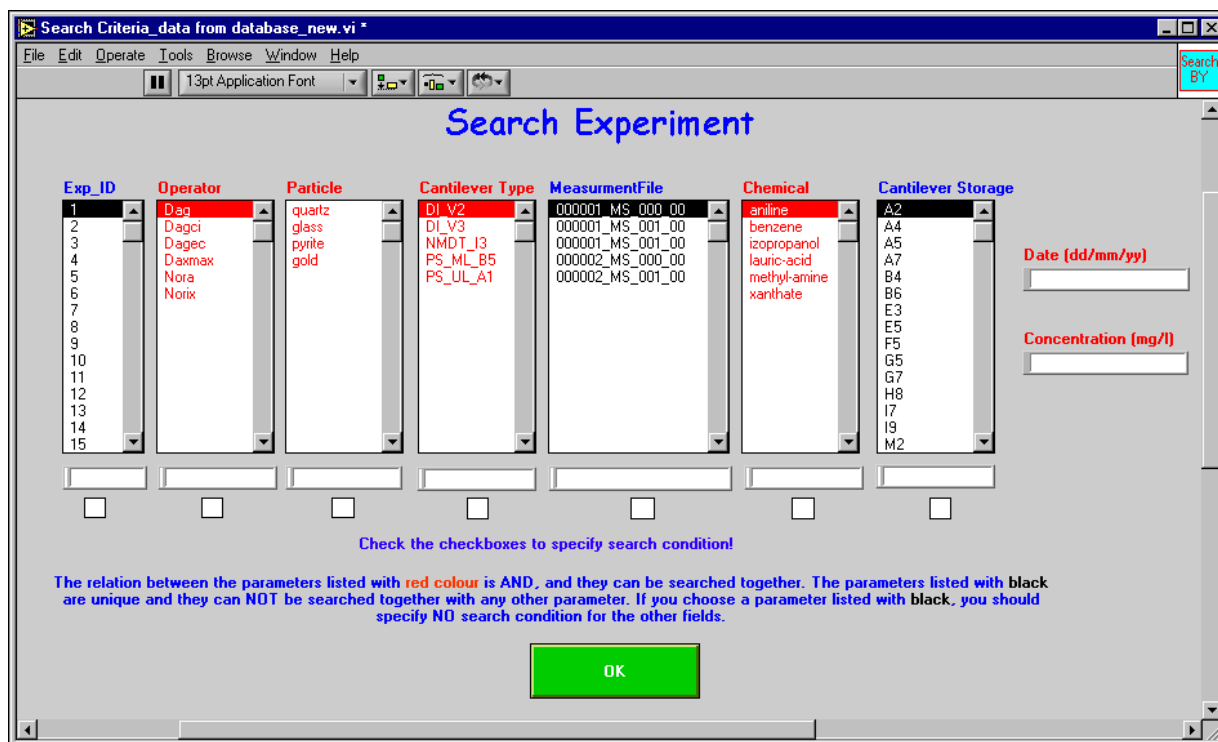 Search Criteria_data from database_new.vi *
File Edit Operate Tools Browse Window Help
13pt Application Font
Search
BY
Search Experiment
Exp_ID
1
2
3
4
5
6
7
8
9
10
11
12
13
14
15
Operator
Dag
Dagci
Dagec
Daxmax
Nora
Norix
Particle
quartz
glass
pyrite
gold
Cantilever Type
DI_V2
DI_V3
NMDT_I3
PS_ML_B5
PS_UL_A1
MeasurmentFile
000001_MS_000_00
000001_MS_001_00
000001_MS_001_00
000002_MS_000_00
000002_MS_001_00
Chemical
aniline
benzene
izopropanol
lauric-acid
methyl-amine
xanthate
Cantilever Storage
A2
A4
A5
A7
B4
B6
E3
E5
F5
G5
G7
H8
I7
I9
M2
Date (dd/mm/yy)
Concentration (mg/l)
Check the checkboxes to specify search condition!
The relation between the parameters listed with red colour is AND, and they can be searched together. The parameters listed with black
are unique and they can NOT be searched together with any other parameter. If you choose a parameter listed with black, you should
specify NO search condition for the other fields.
OK